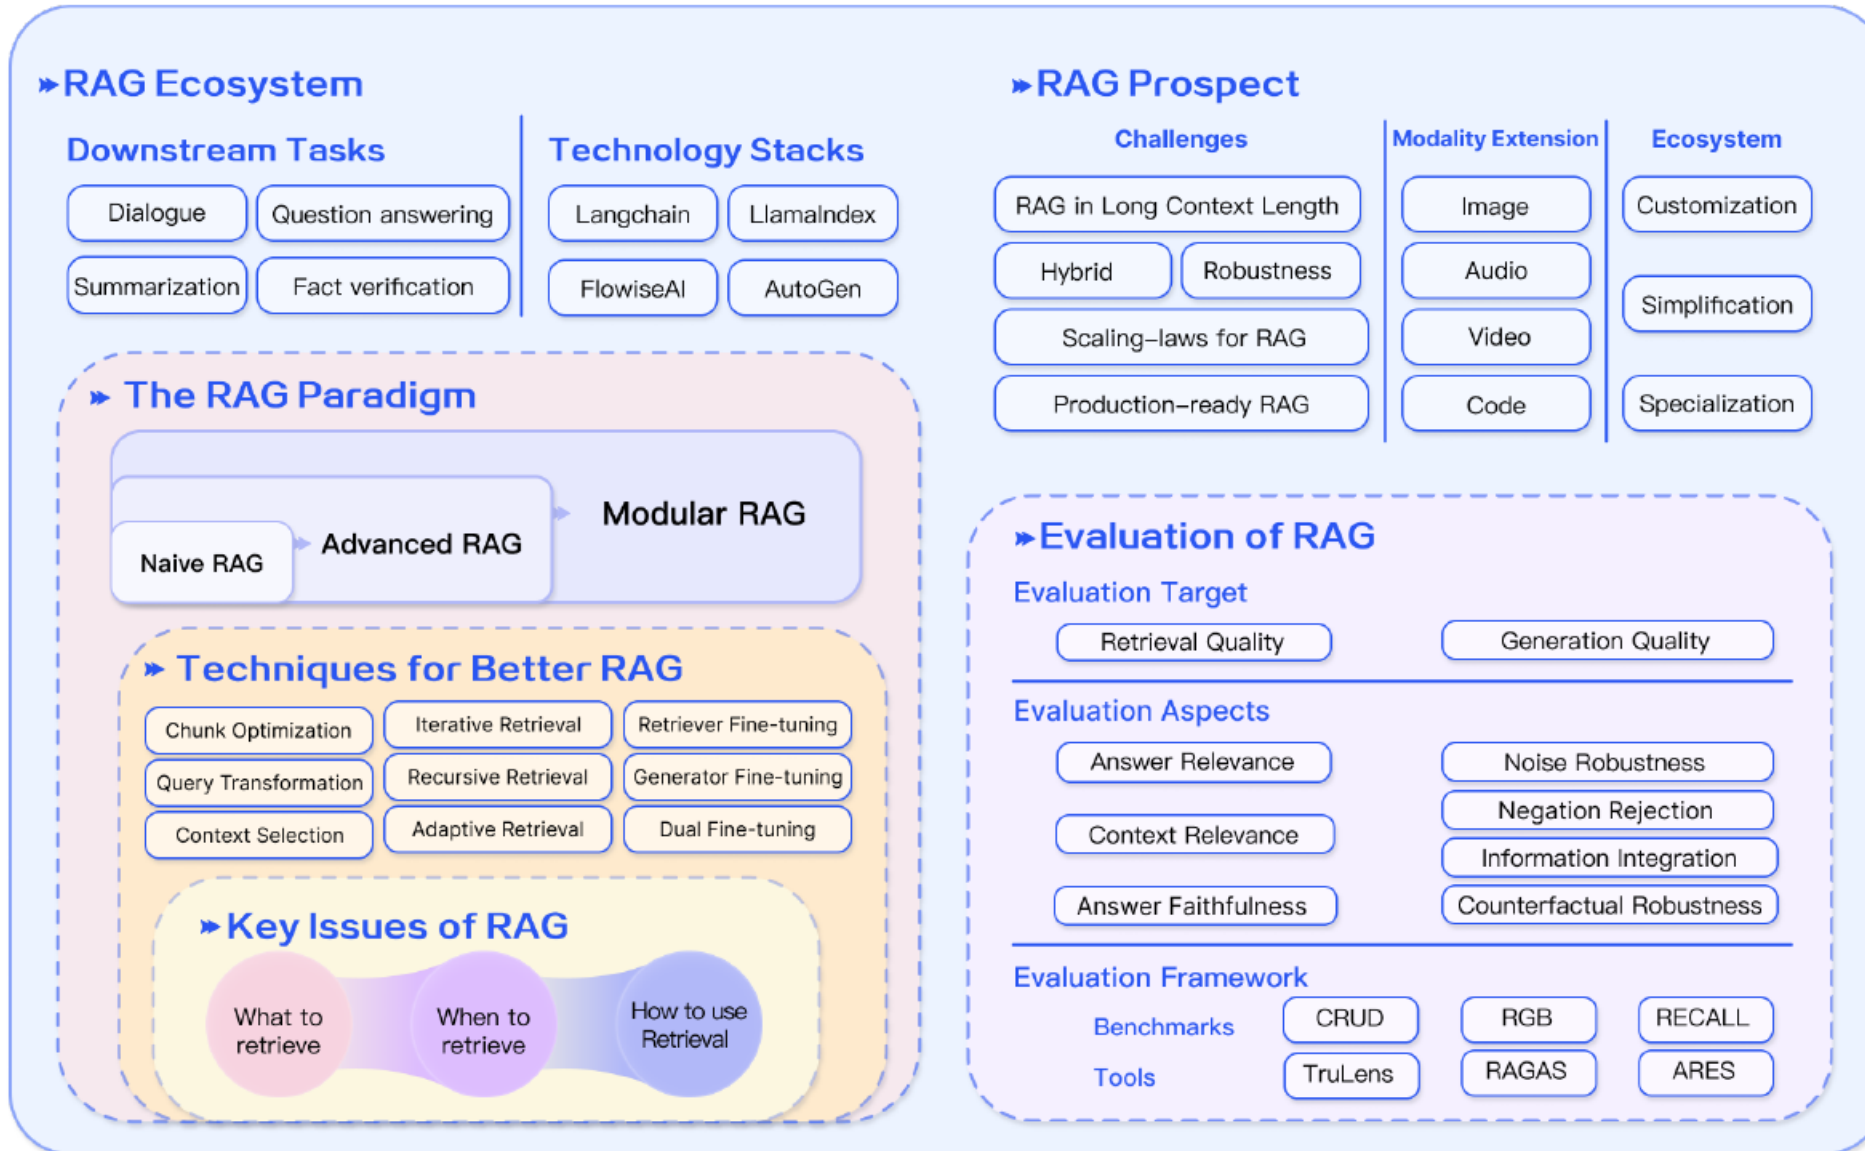 RAG Ecosystem
Downstream Tasks
Dialogue
Question answering
Summarization
Fact verification
Technology Stacks
Langchain
LlamaIndex
FlowiseAI
AutoGen
The RAG Paradigm
Naive RAG
Advanced RAG
Modular RAG
Techniques for Better RAG
Chunk Optimization
Iterative Retrieval
Retriever Fine-tuning
Query Transformation
Recursive Retrieval
Generator Fine-tuning
Context Selection
Adaptive Retrieval
Dual Fine-tuning
Key Issues of RAG
What to
retrieve
When to
retrieve
How to use
Retrieval
RAG Prospect
Challenges
RAG in Long Context Length
Hybrid
Robustness
Scaling-laws for RAG
Production-ready RAG
Modality Extension
Image
Audio
Video
Code
Ecosystem
Customization
Simplification
Specialization
Evaluation of RAG
Evaluation Target
Retrieval Quality
Generation Quality
Evaluation Aspects
Answer Relevance
Context Relevance
Answer Faithfulness
Noise Robustness
Negation Rejection
Information Integration
Counterfactual Robustness
Evaluation Framework
Benchmarks
CRUD
RGB
RECALL
Tools
TruLens
RAGAS
ARES